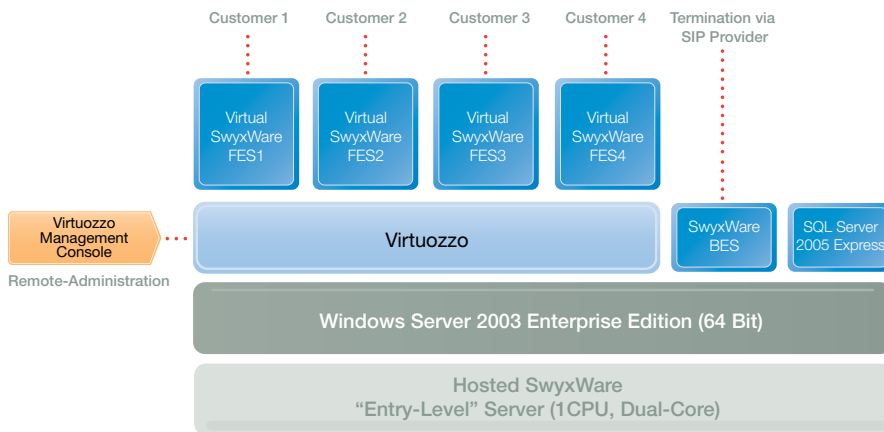 Customer 1
Customer 2
Customer 3
Customer 4
Termination via
SIP Provider
Virtual
SwyxWare
FES1
Virtual
SwyxWare
FES2
Virtual
SwyxWare
FES3
Virtual
SwyxWare
FES4
Virtuozzo
Management
Console
Remote-Administration
Virtuozzo
SwyxWare
BES
SQL Server
2005 Express
Windows Server 2003 Enterprise Edition (64 Bit)
Hosted SwyxWare
“Entry-Level” Server (1CPU, Dual-Core)